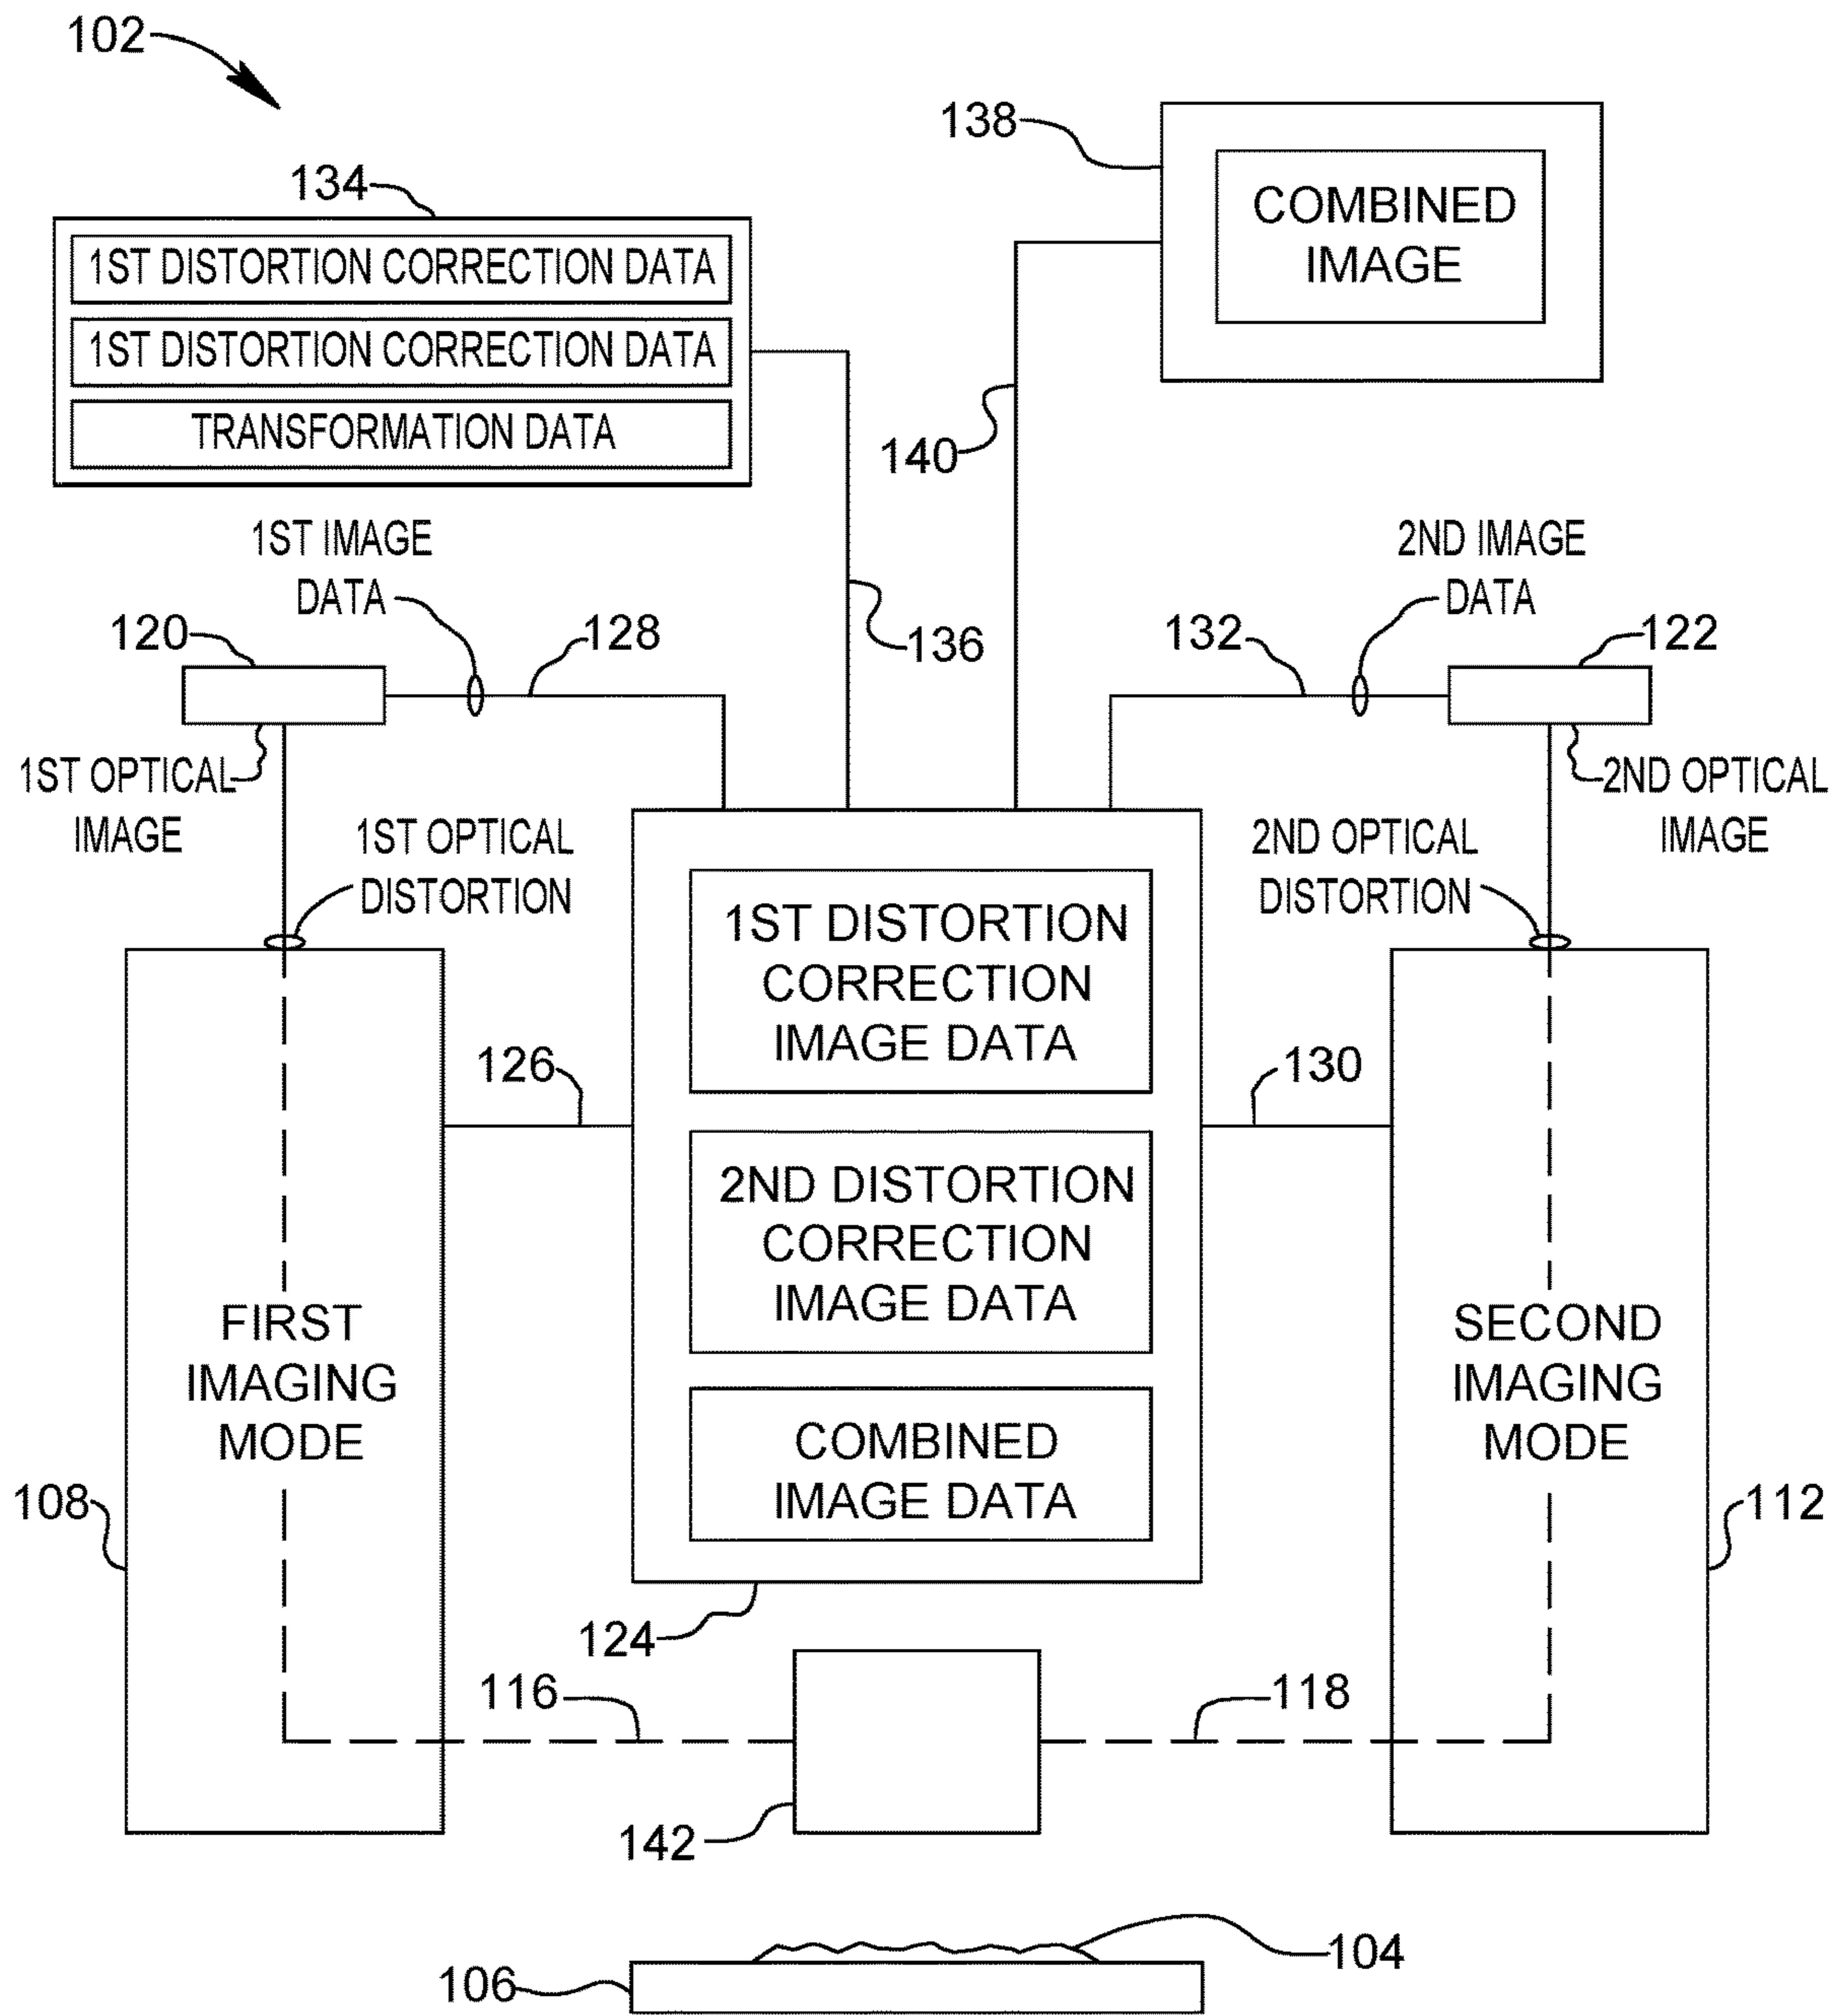 102
138
COMBINED
IMAGE
134
1ST DISTORTION CORRECTION DATA
1ST DISTORTION CORRECTION DATA
TRANSFORMATION DATA
140
1ST IMAGE
DATA
2ND IMAGE
DATA
120
128
136
132
122
1ST OPTICAL
IMAGE
2ND OPTICAL
IMAGE
1ST OPTICAL
DISTORTION
2ND OPTICAL
DISTORTION
1ST DISTORTION
CORRECTION
IMAGE DATA
126
130
2ND DISTORTION
CORRECTION
IMAGE DATA
FIRST
IMAGING
MODE
SECOND
IMAGING
MODE
COMBINED
IMAGE DATA
108
112
124
116
118
142
104
106